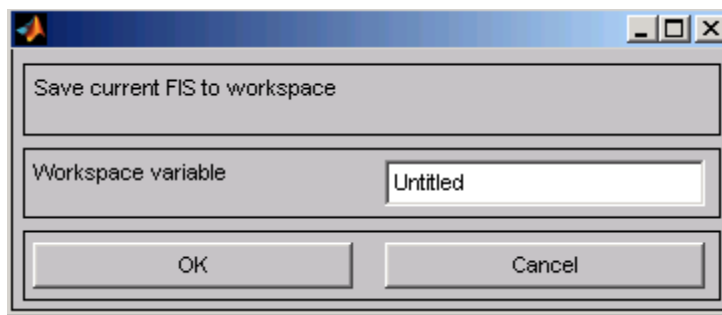 Save current FIS to workspace
Workspace variable
Untitled
OK
Cancel